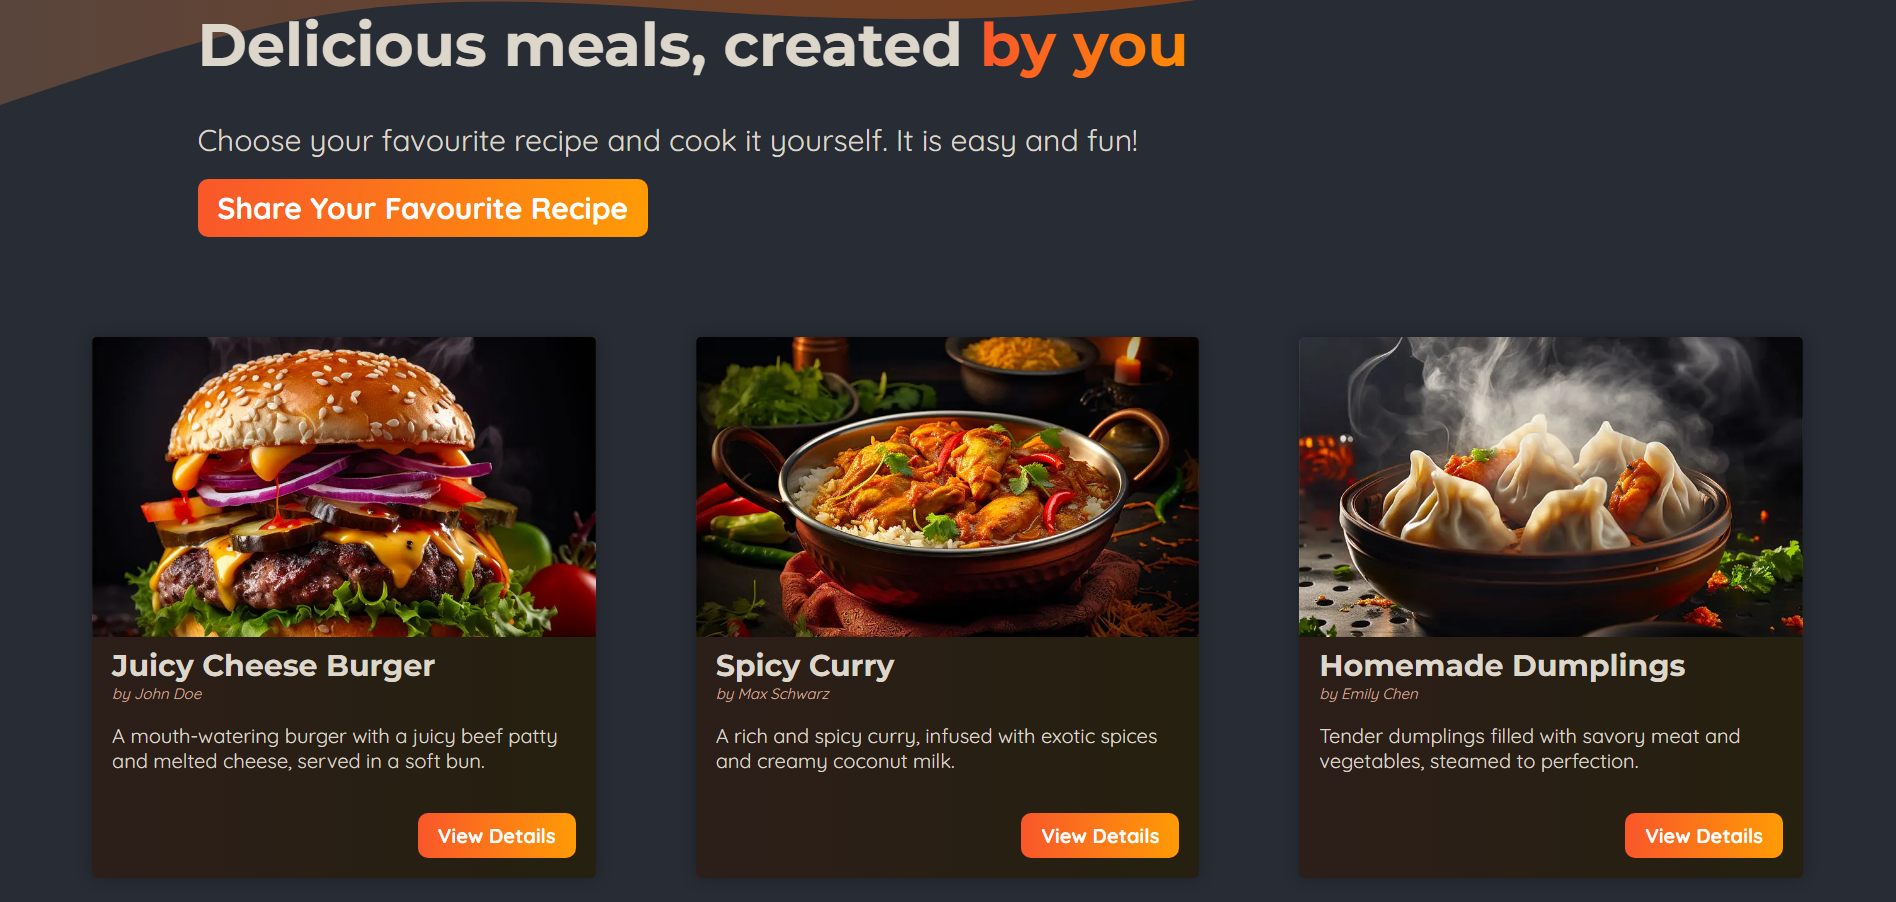 Delicious meals, created by you
Choose your favourite recipe and cook it yourself. It is easy and fun!
Share Your Favourite Recipe
Juicy Cheese Burger
by John Doe
A mouth-watering burger with a juicy beef patty
and melted cheese, served in a soft bun.
View Details
Spicy Curry
by Max Schwarz
A rich and spicy curry, infused with exotic spices
and creamy coconut milk.
View Details
Homemade Dumplings
by Emily Chen
Tender dumplings filled with savory meat and
vegetables, steamed to perfection.
View Details